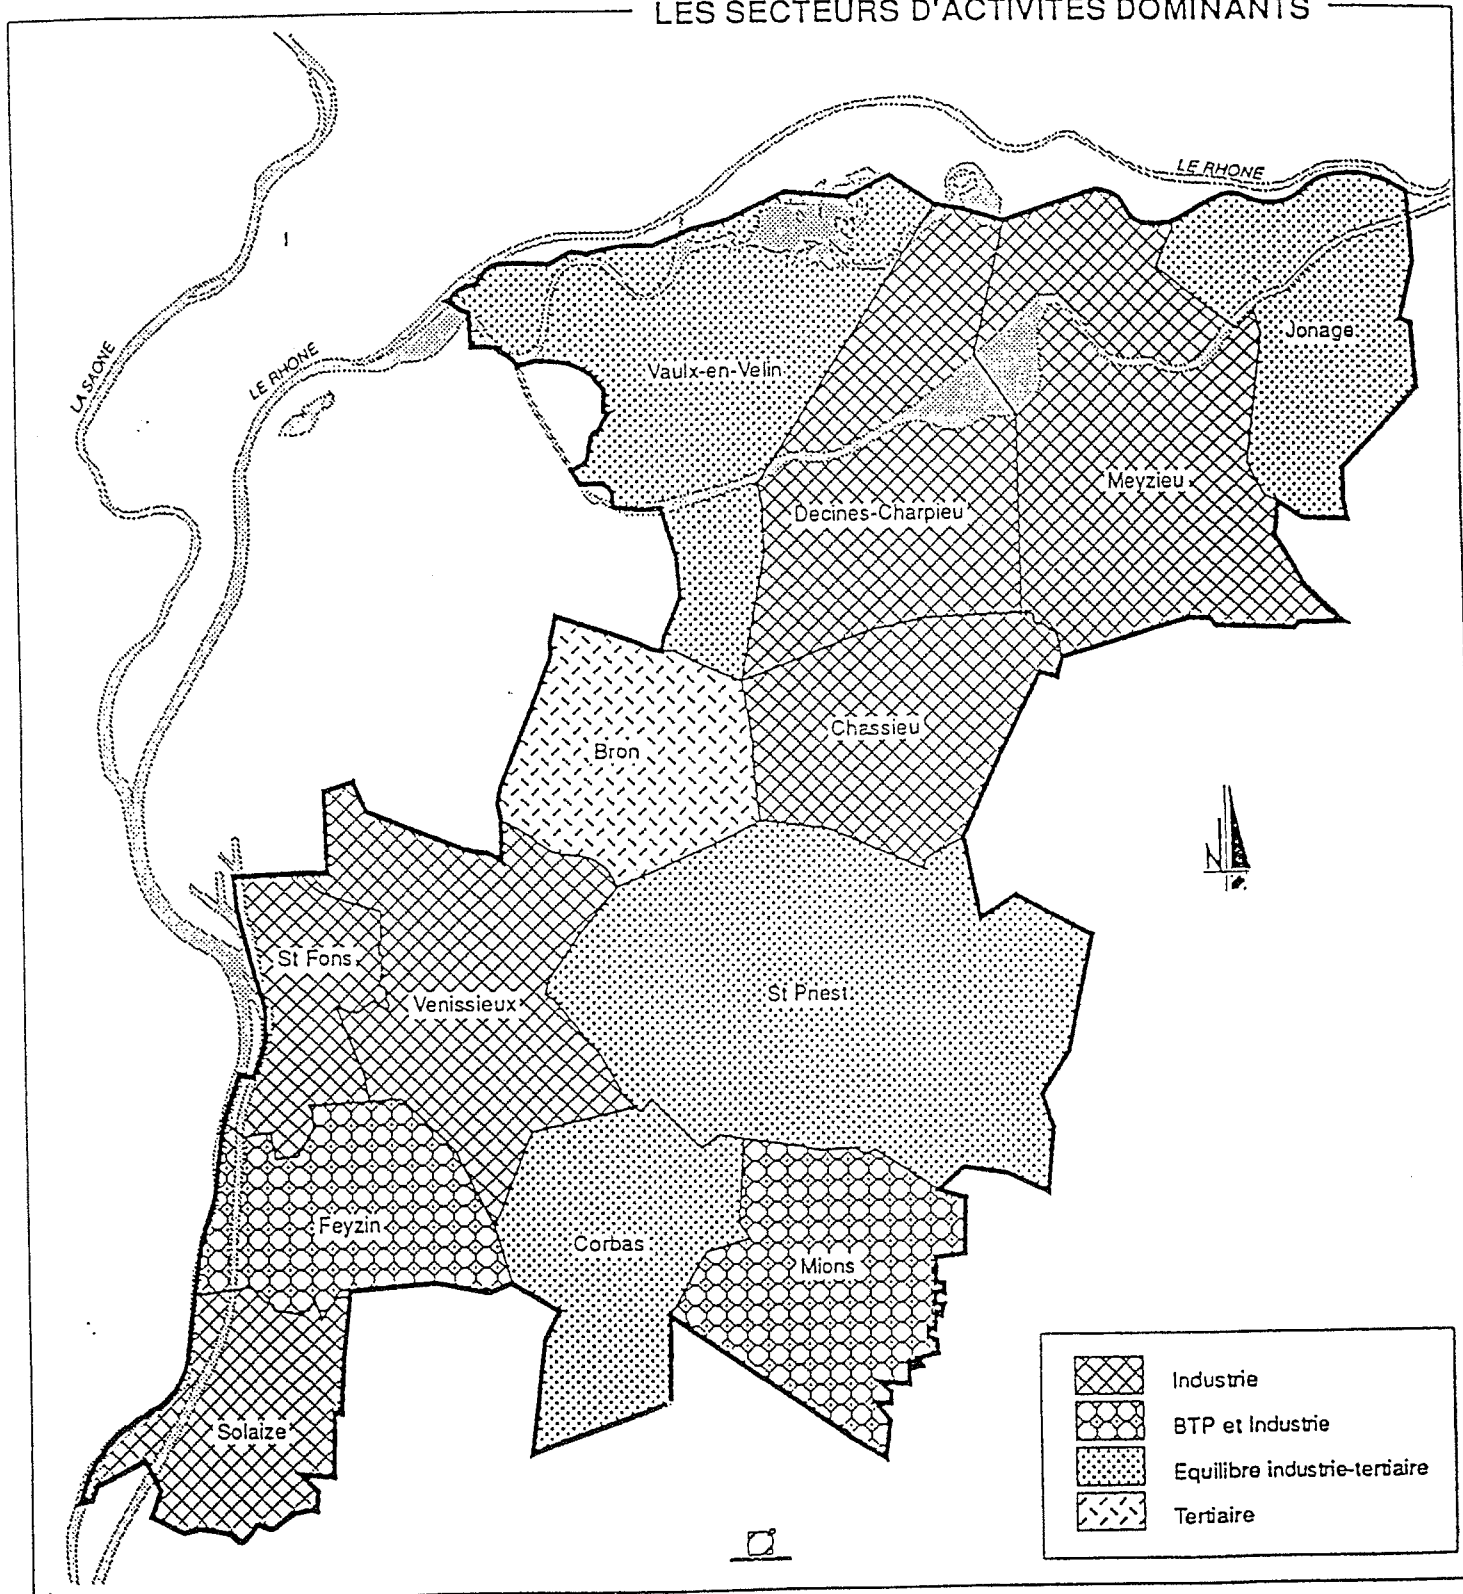 LES SECTEURS D'ACTIVITES DOMINANTS
LE RHONE
LA SAONE
LE RHONE
Jonage
Vaulx-en-Velin
Meyzieu
Decines-Charpieu
Chassieu
Bron
N
St Fons
Venissieux
St Priest
Feyzin
Corbas
Mions
Solaize
Industrie
BTP et Industrie
Equilibre industrie-tertiaire
Tertiaire